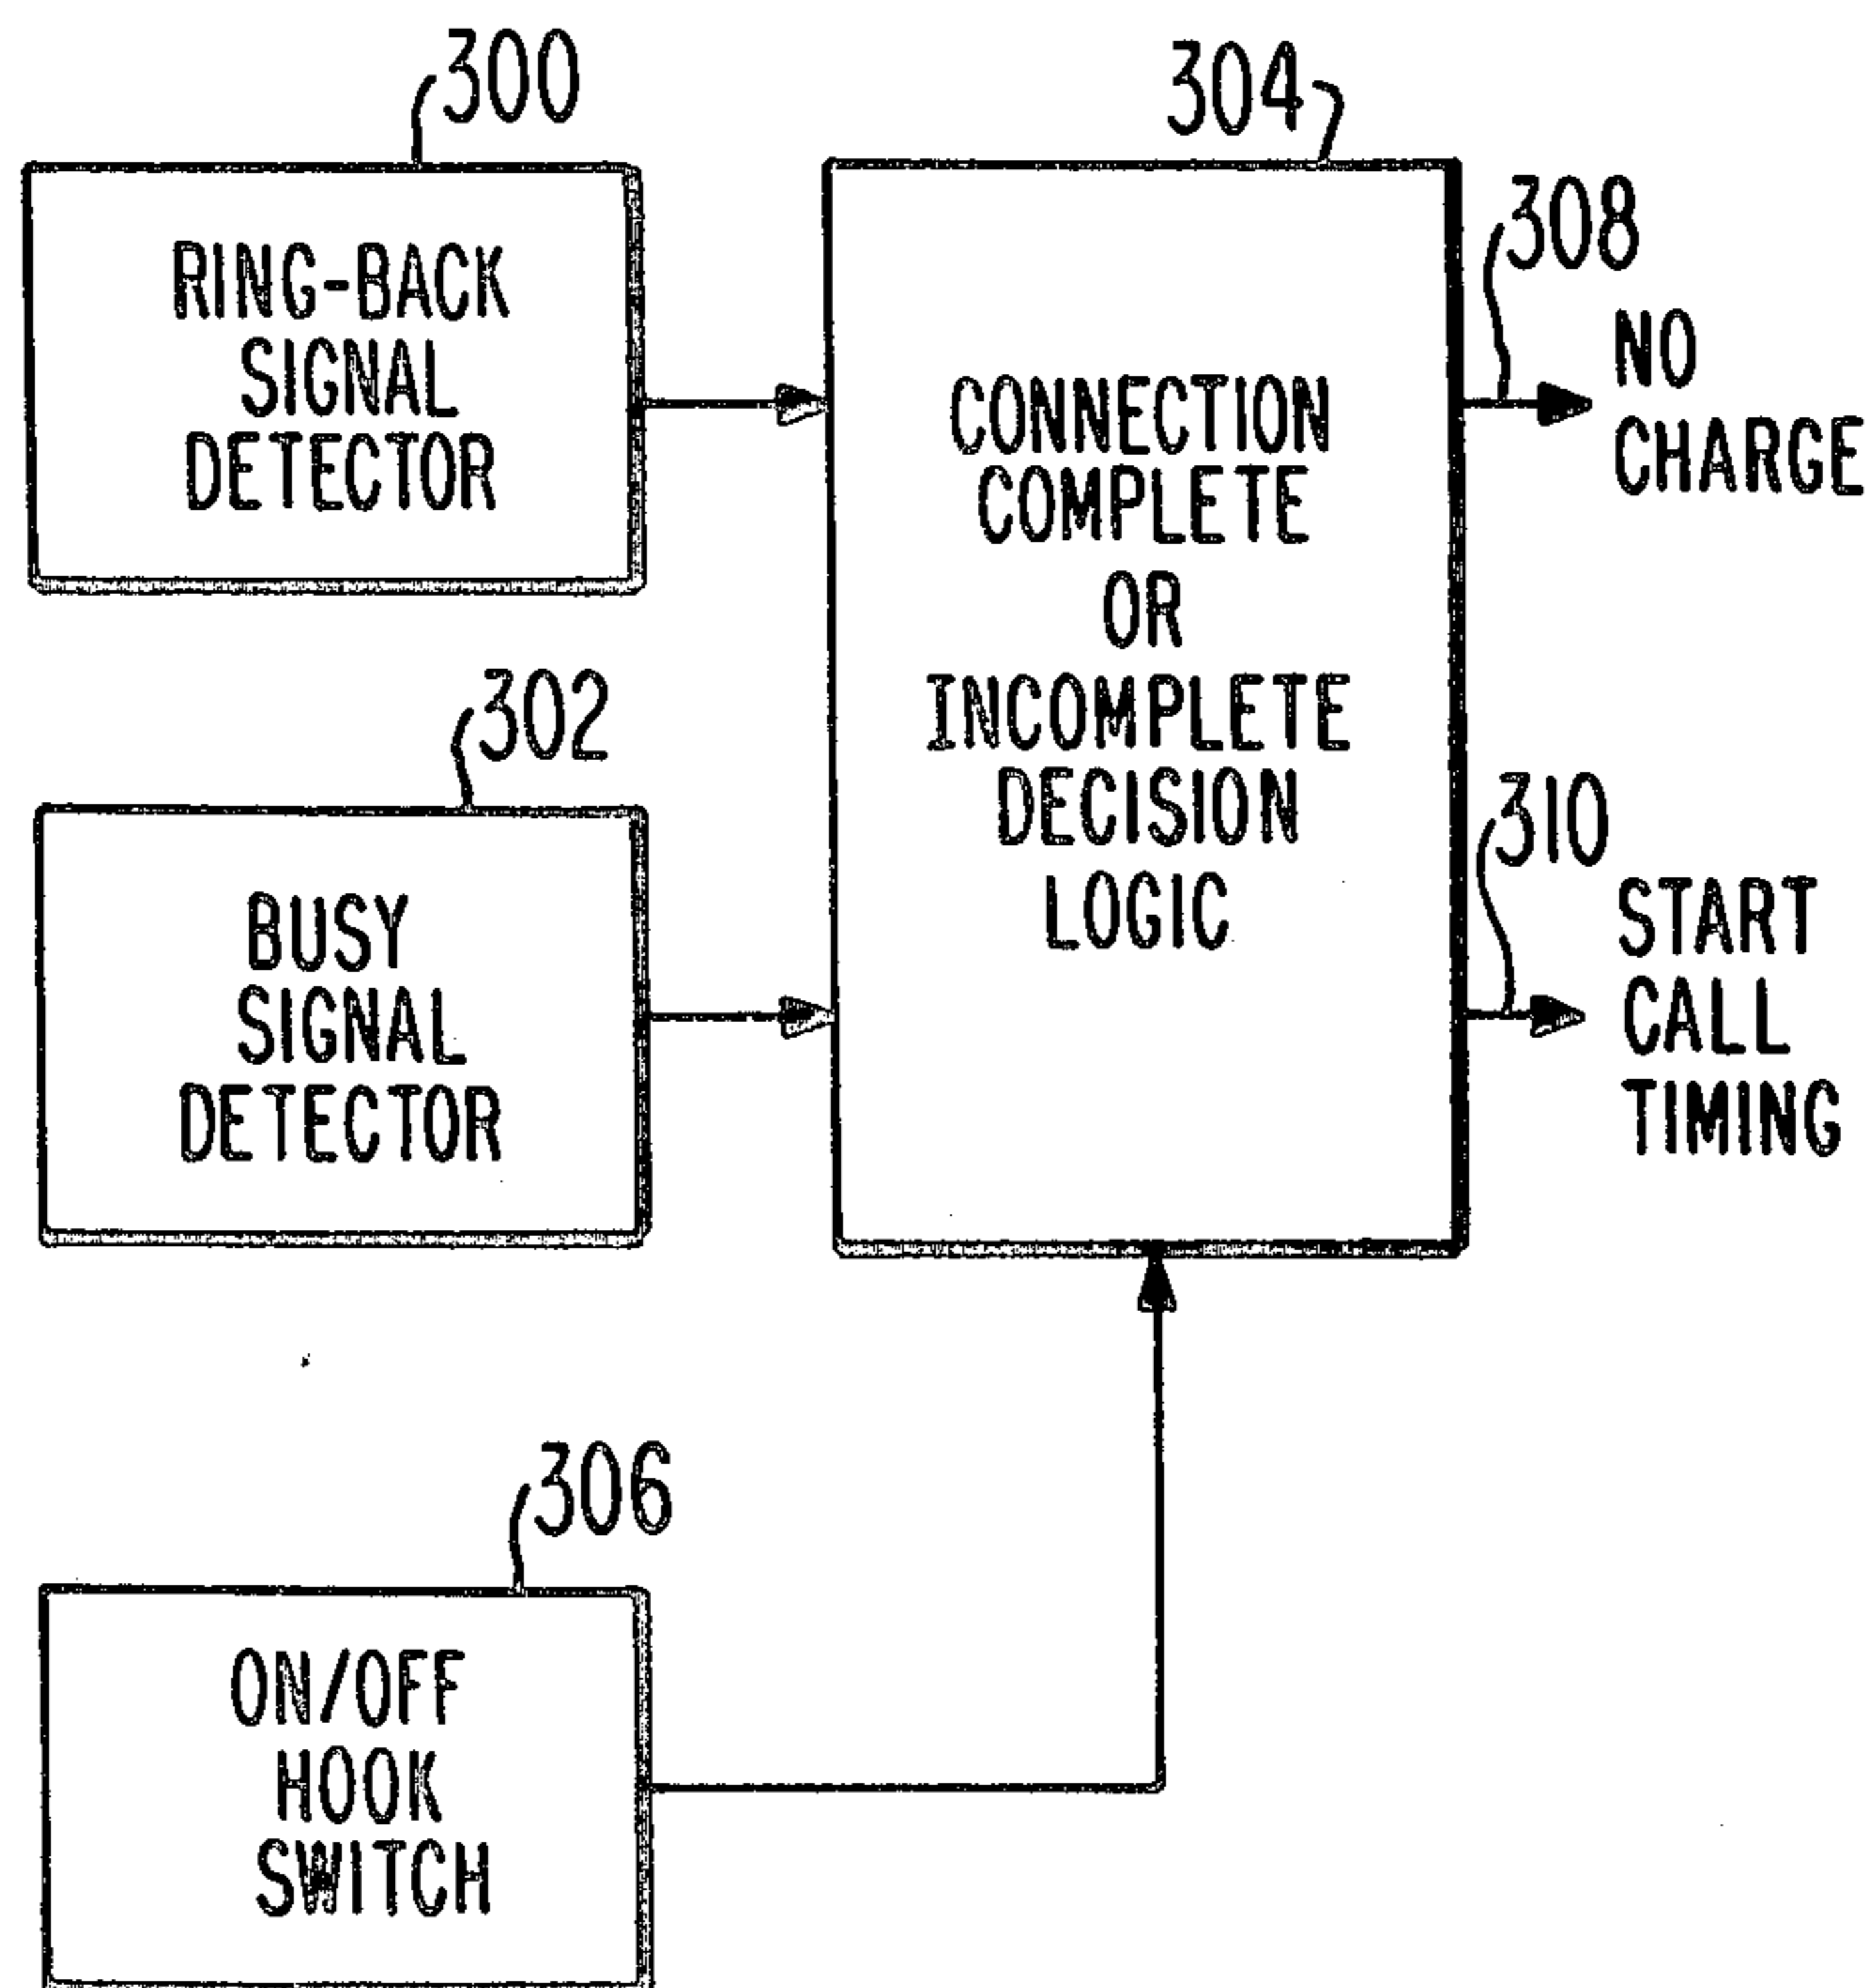 300
RING-BACK
SIGNAL
DETECTOR
302
BUSY
SIGNAL
DETECTOR
306
ON/OFF
HOOK
SWITCH
304
CONNECTION
COMPLETE
OR
INCOMPLETE
DECISION
LOGIC
308
NO
CHARGE
310
START
CALL
TIMING